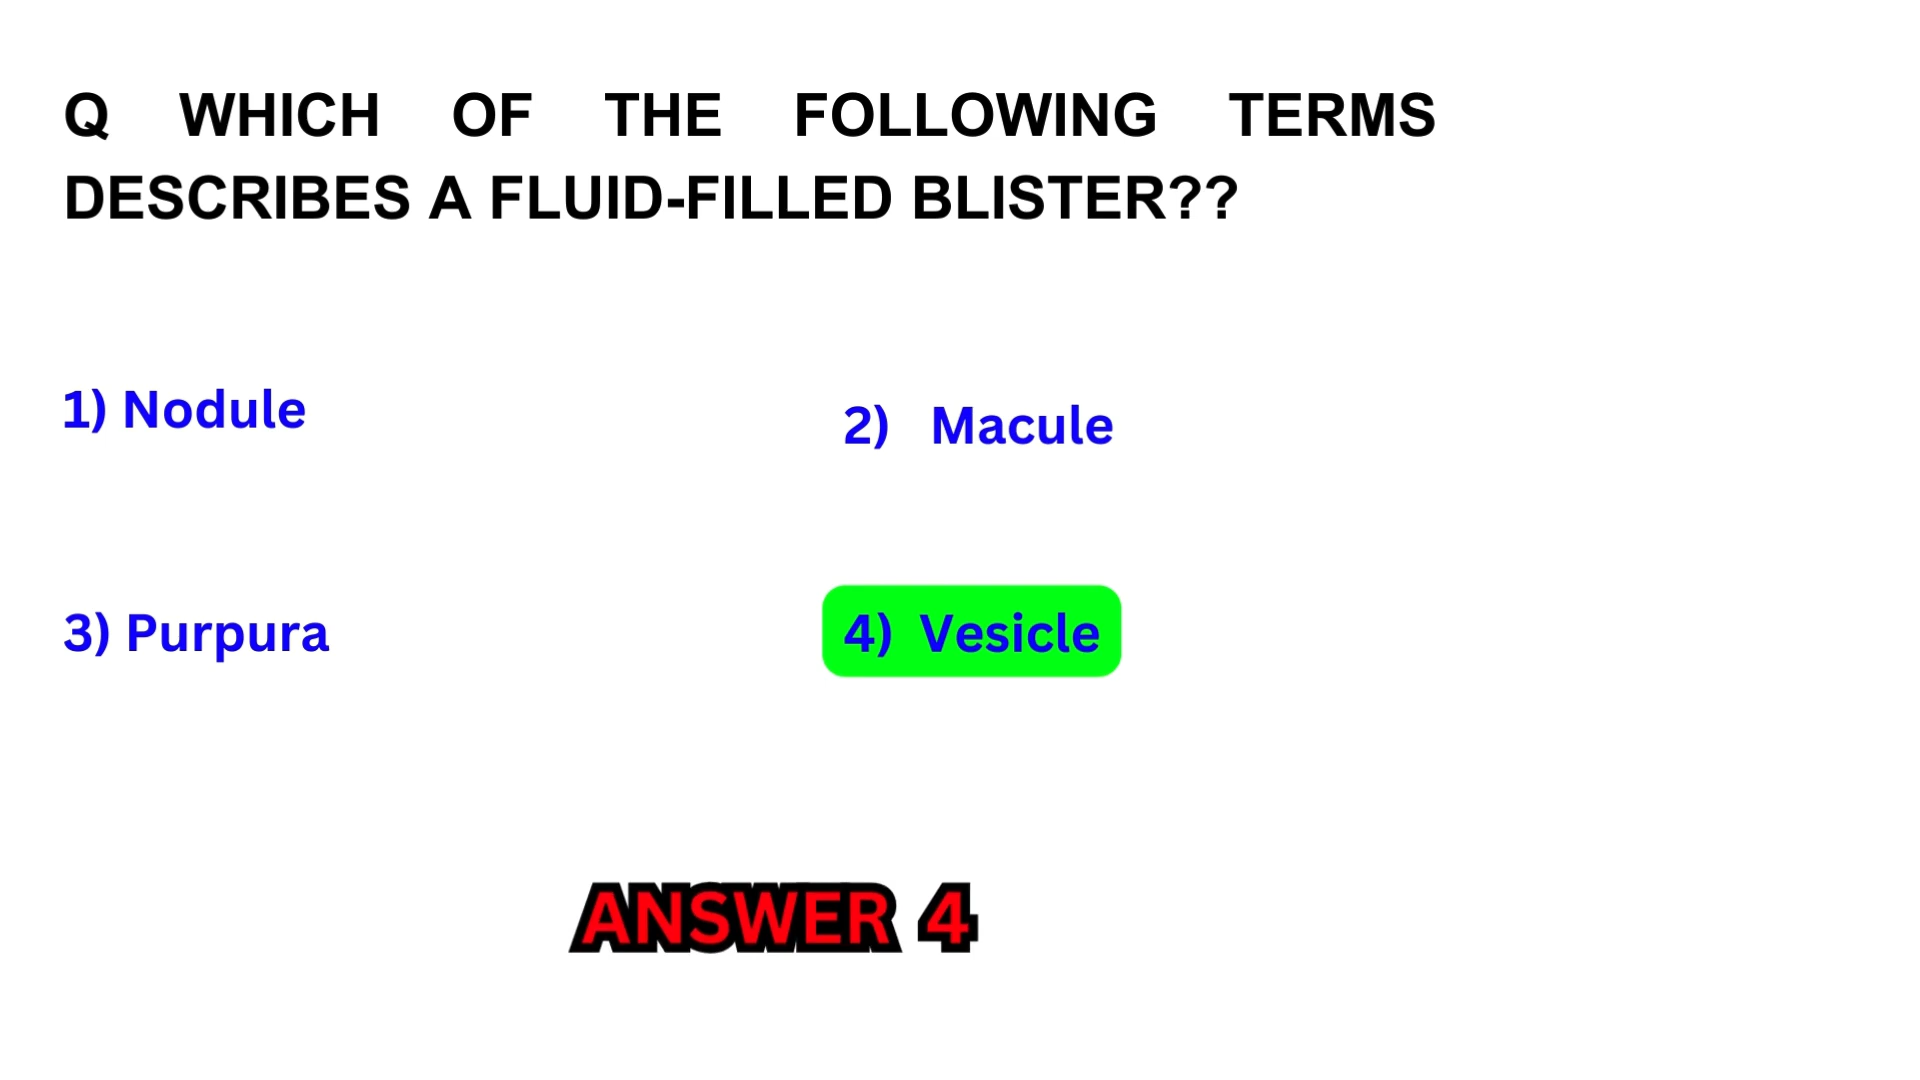 Q WHICH OF THE FOLLOWING TERMS
DESCRIBES A FLUID-FILLED BLISTER??
1) Nodule
2) Macule
3) Purpura
4) Vesicle
ANSWER 4